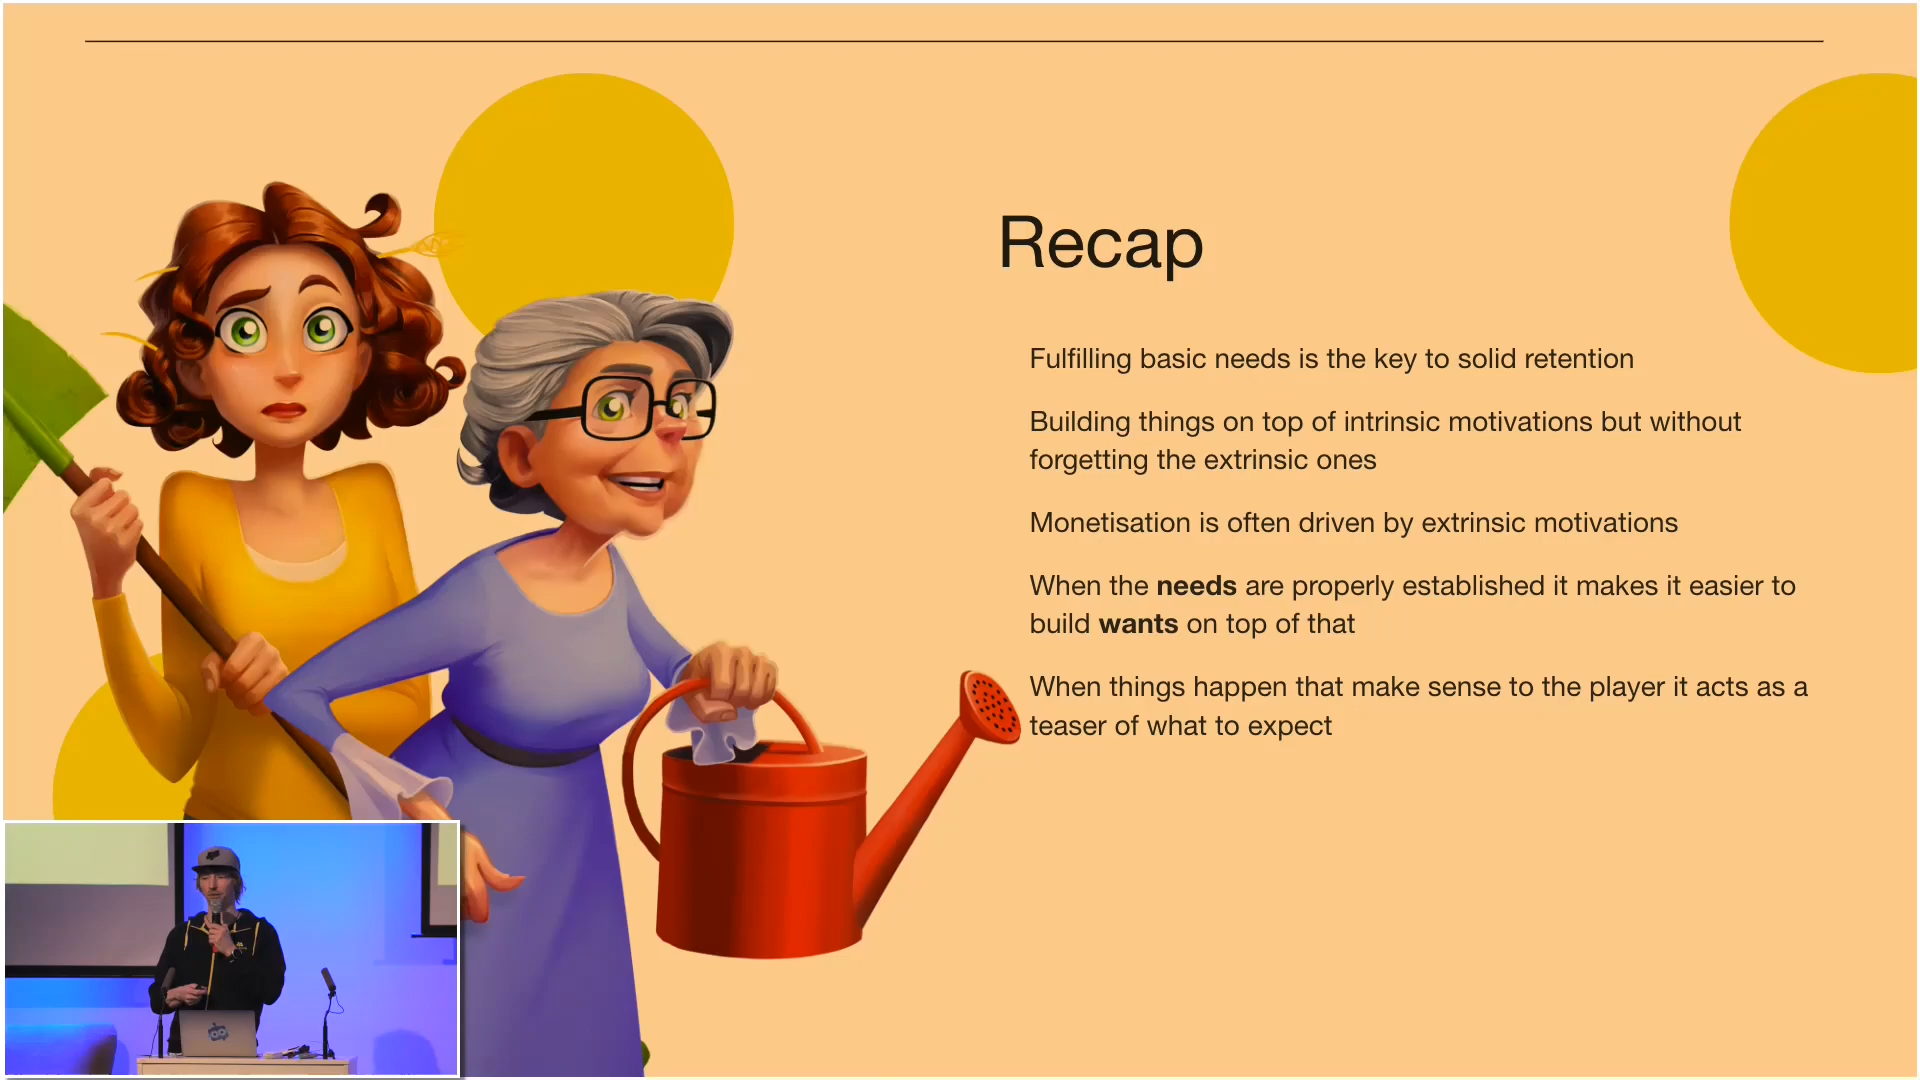 Recap
Fulfilling basic needs is the key to solid retention
Building things on top of intrinsic motivations but without
forgetting the extrinsic ones
Monetisation is often driven by extrinsic motivations
When the needs are properly established it makes it easier to
build wants on top of that
When things happen that make sense to the player it acts as a
teaser of what to expect